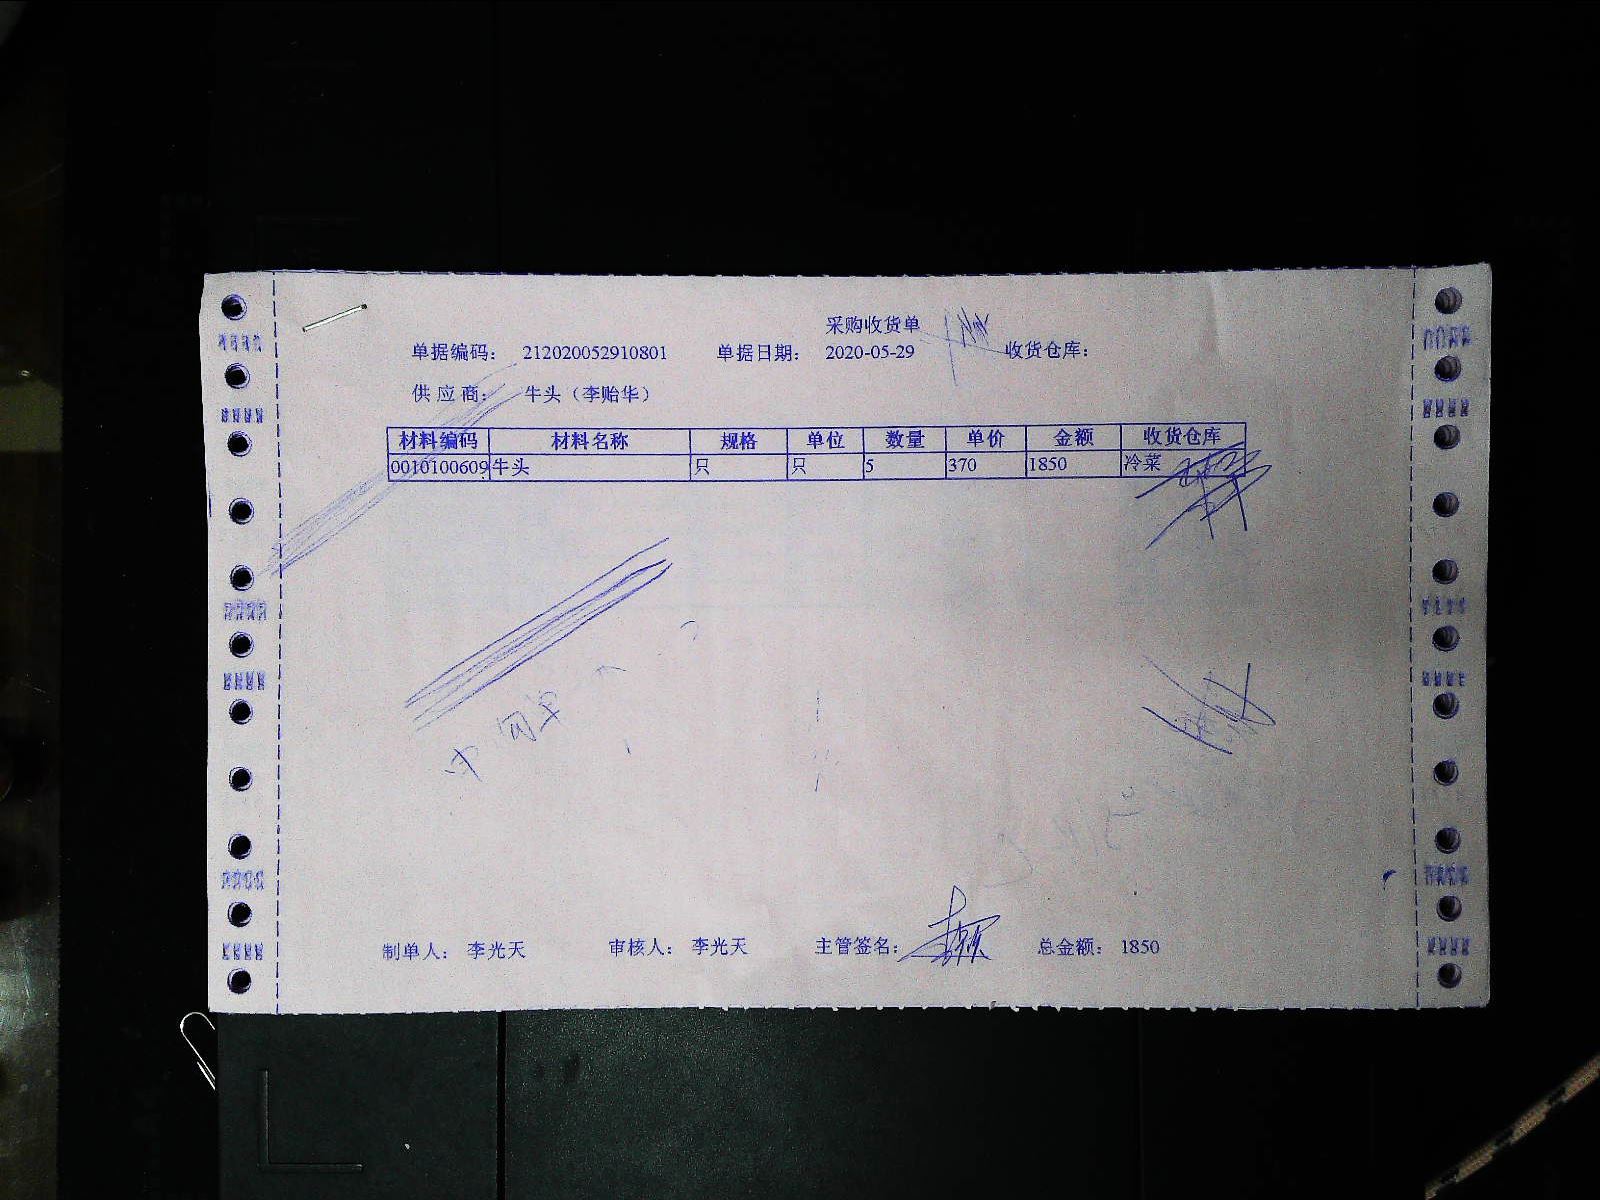 采购收货单
单据编码: 212020052910801 单据日期: 2020-05-29 收货仓库:
供应商: 牛头（李贻华）
材料编码 材料名称 规格 单位 数量 单价 金额 收货仓库
0010100609 牛头 只 只 5 370 1850 冷菜
制单人: 李光天 审核人: 李光天 主管签名: 总金额: 1850